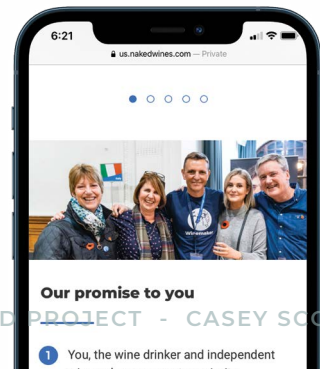 6:21
us.nakedwines.com — Private
Winemaker
Our promise to you
D PROJECT - CASEY SCO
1 You, the wine drinker and independent